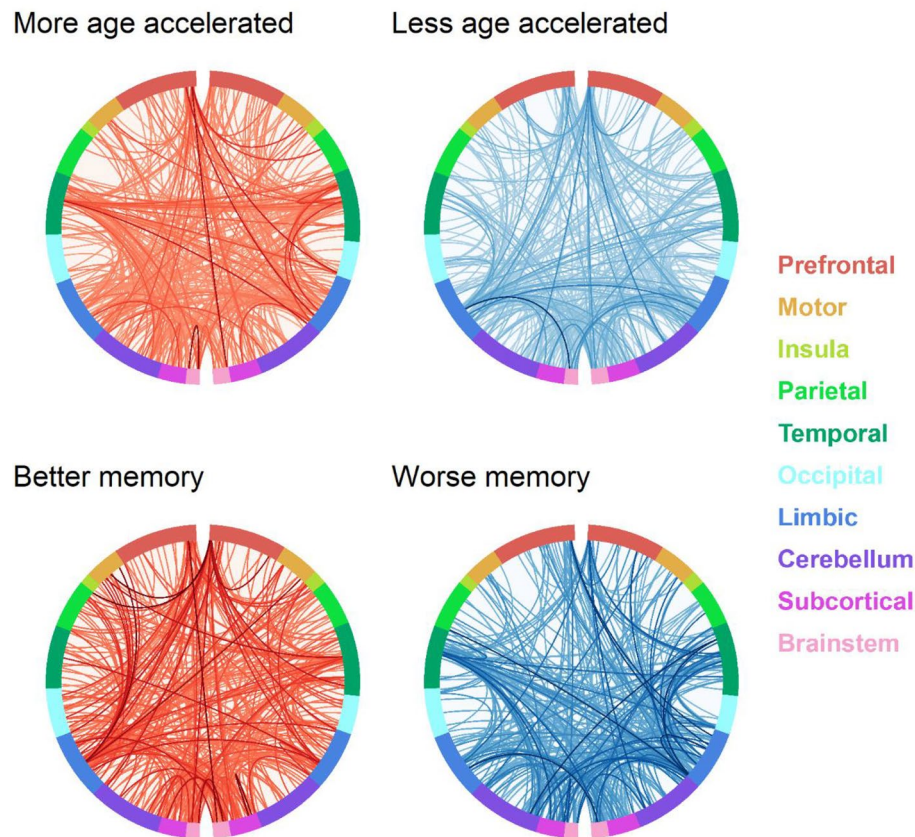 More age accelerated
Less age accelerated
Prefrontal
Motor
Insula
Parietal
Temporal
Occipital
Limbic
Cerebellum
Subcortical
Brainstem
Better memory
Worse memory